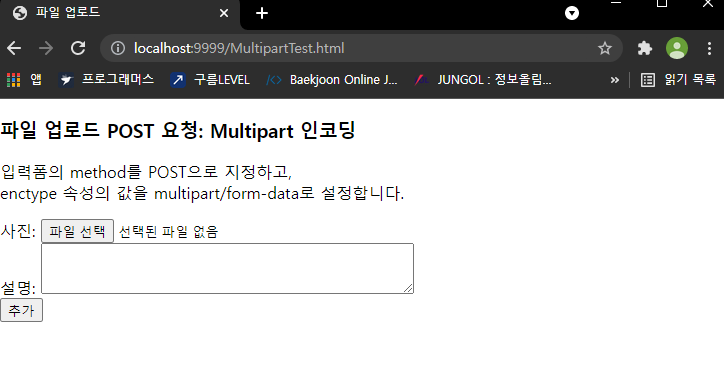 파일 업로드
localhost:9999/MultipartTest.html
앱 프로그래머스 구름LEVEL Baekjoon Online J... JUNGOL : 정보올림... » 읽기 목록
파일 업로드 POST 요청: Multipart 인코딩
입력폼의 method를 POST으로 지정하고,
enctype 속성의 값을 multipart/form-data로 설정합니다.
사진: 파일 선택 선택된 파일 없음
설명:
추가